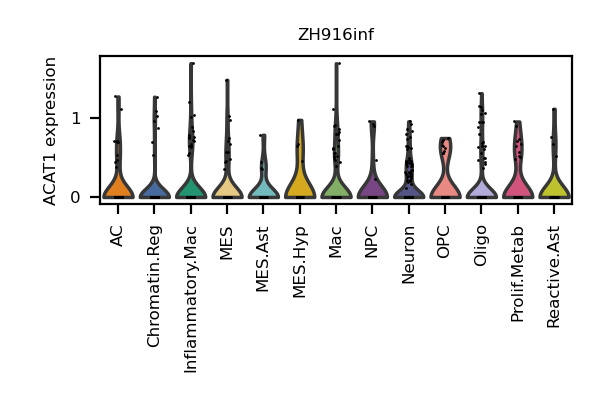 ZH916inf
ACAT1 expression
1
0
AC
Chromatin.Reg
Inflammatory.Mac
MES
MES.Ast
MES.Hyp
Mac
NPC
Neuron
OPC
Oligo
Prolif.Metab
Reactive.Ast